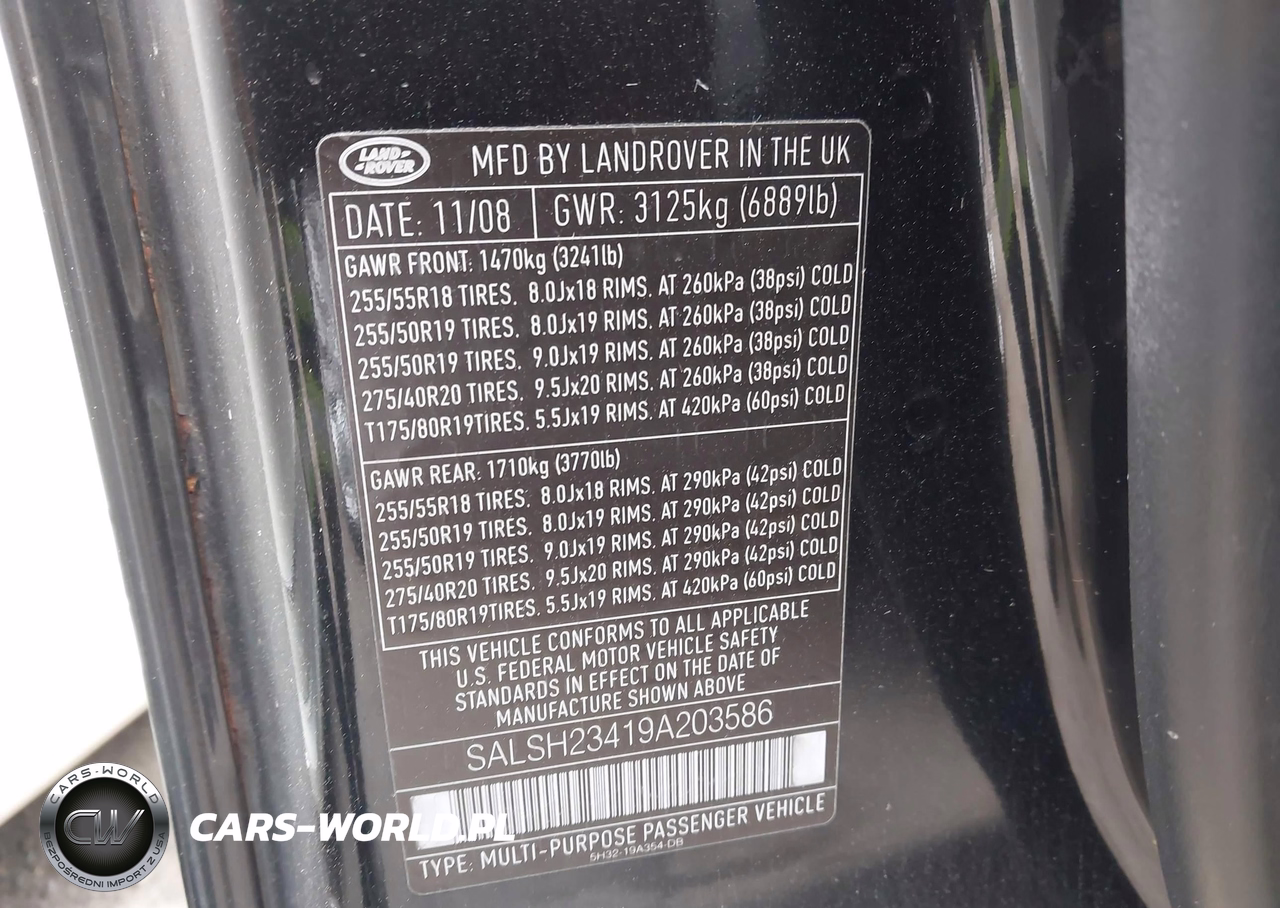 LAND-
-ROVER
MFD BY LANDROVER IN THE UK
DATE: 11/08
GWR: 3125kg (6889lb)
GAWR FRONT: 1470kg (3241lb)
255/55R18 TIRES. 8.0Jx18 RIMS. AT 260kPa (38psi) COLD
255/50R19 TIRES. 8.0Jx19 RIMS. AT 260kPa (38psi) COLD
255/50R19 TIRES. 9.0Jx19 RIMS. AT 260kPa (38psi) COLD
275/40R20 TIRES. 9.5Jx20 RIMS. AT 260kPa (38psi) COLD
T175/80R19TIRES. 5.5Jx19 RIMS. AT 420kPa (60psi) COLD
GAWR REAR: 1710kg (3770lb)
255/55R18 TIRES. 8.0Jx18 RIMS. AT 290kPa (42psi) COLD
255/50R19 TIRES. 8.0Jx19 RIMS. AT 290kPa (42psi) COLD
255/50R19 TIRES. 9.0Jx19 RIMS. AT 290kPa (42psi) COLD
275/40R20 TIRES. 9.5Jx20 RIMS. AT 290kPa (42psi) COLD
T175/80R19TIRES. 5.5Jx19 RIMS. AT 420kPa (60psi) COLD
THIS VEHICLE CONFORMS TO ALL APPLICABLE
U.S. FEDERAL MOTOR VEHICLE SAFETY
STANDARDS IN EFFECT ON THE DATE OF
MANUFACTURE SHOWN ABOVE
SALSH23419A203586
TYPE: MULTI-PURPOSE PASSENGER VEHICLE
5H32-19A354-DB
CARS-WORLD
CW
BEZPOŚREDNI IMPORT Z USA
CARS-WORLD.PL